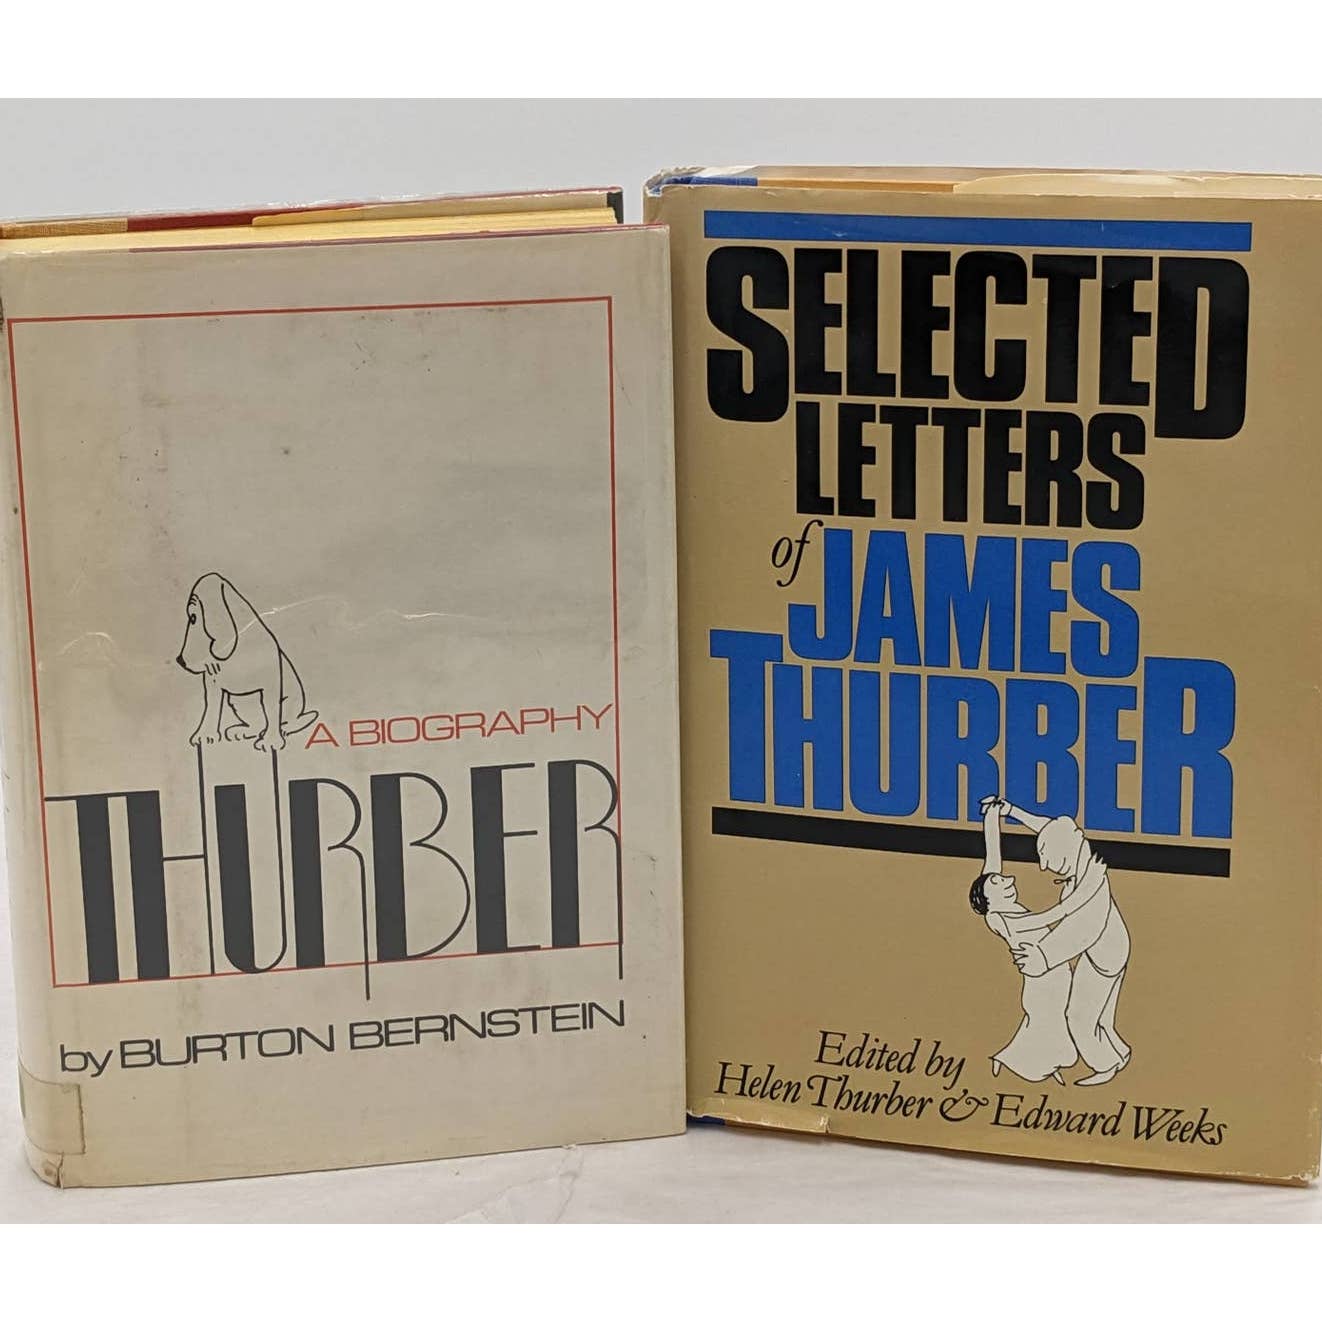 A BIOGRAPHY
THURBER
by BURTON BERNSTEIN
SELECTED
LETTERS
of JAMES
THURBER
Edited by
Helen Thurber & Edward Weeks